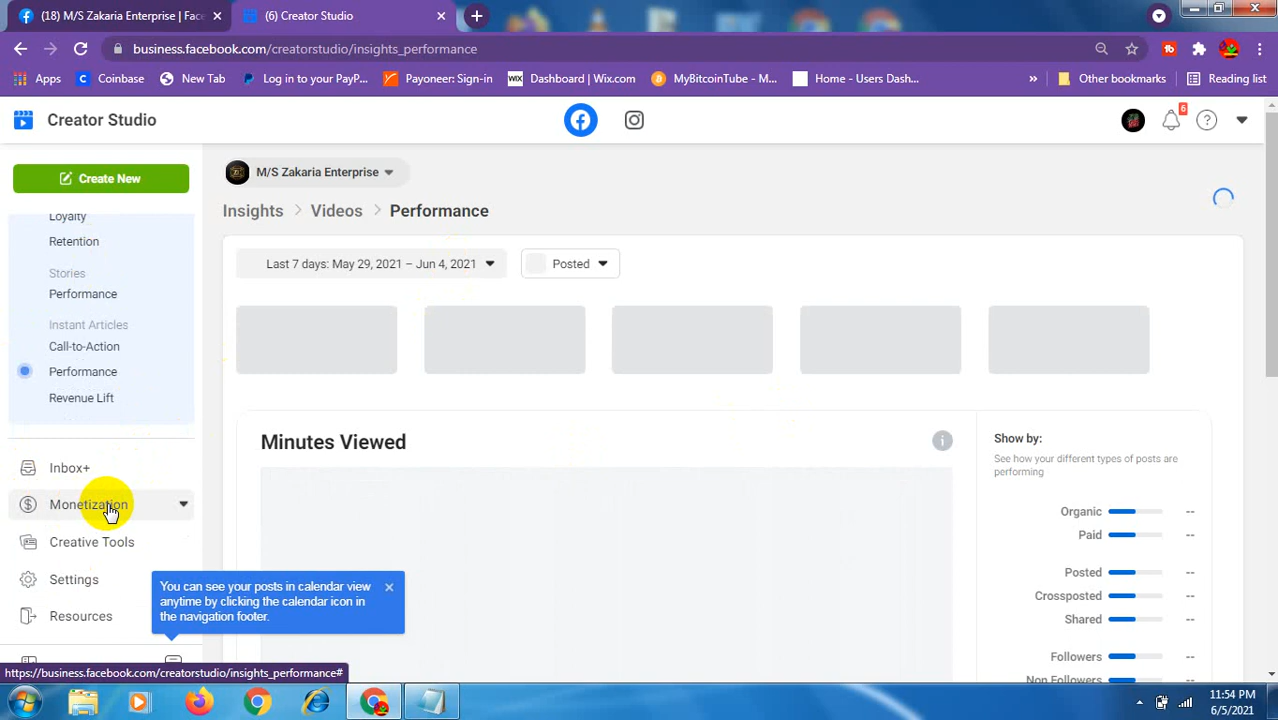 (18) M/S Zakaria Enterprise | Face
(6) Creator Studio
business.facebook.com/creatorstudio/insights_performance
Apps
Coinbase
New Tab
Log in to your PayP...
Payoneer: Sign-in
WIX
Dashboard | Wix.com
MyBitcoinTube - M...
Home - Users Dash...
»
Other bookmarks
Reading list
Creator Studio
6
Create New
M/S Zakaria Enterprise
Loyalty
Retention
Stories
Performance
Instant Articles
Call-to-Action
Performance
Revenue Lift
Inbox+
Monetization
Creative Tools
Settings
Resources
Insights > Videos > Performance
Last 7 days: May 29, 2021 – Jun 4, 2021
Posted
Minutes Viewed
Show by:
See how your different types of posts are
performing
Organic --
Paid --
Posted --
Crossposted --
Shared --
Followers --
Non Followers --
You can see your posts in calendar view
anytime by clicking the calendar icon in
the navigation footer.
https://business.facebook.com/creatorstudio/insights_performance#
11:54 PM
6/5/2021